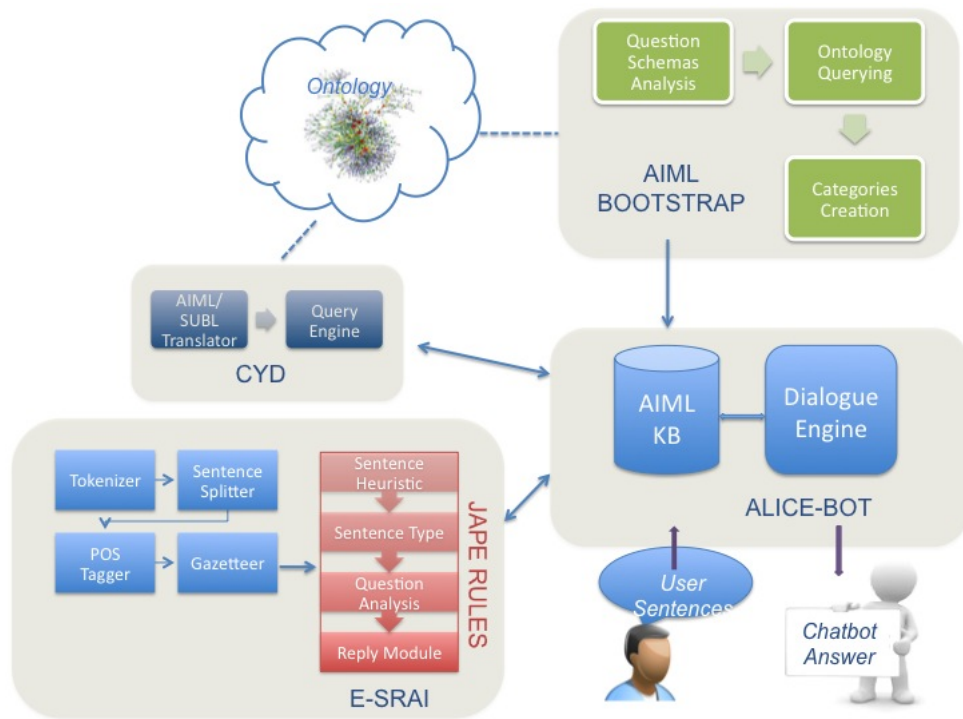 Ontology
Question
Schemas
Analysis
Ontology
Querying
Categories
Creation
AIML
BOOTSTRAP
AIML/
SUBL
Translator
Query
Engine
CYD
AIML
KB
Dialogue
Engine
ALICE-BOT
Tokenizer
Sentence
Splitter
POS
Tagger
Gazetteer
Sentence
Heuristic
Sentence Type
Question
Analysis
Reply Module
JAPE RULES
E-SRAI
User
Sentences
Chatbot
Answer